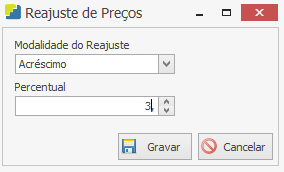 Reajuste de Preços
Modalidade do Reajuste
Acréscimo
Percentual
3,
Gravar
Cancelar